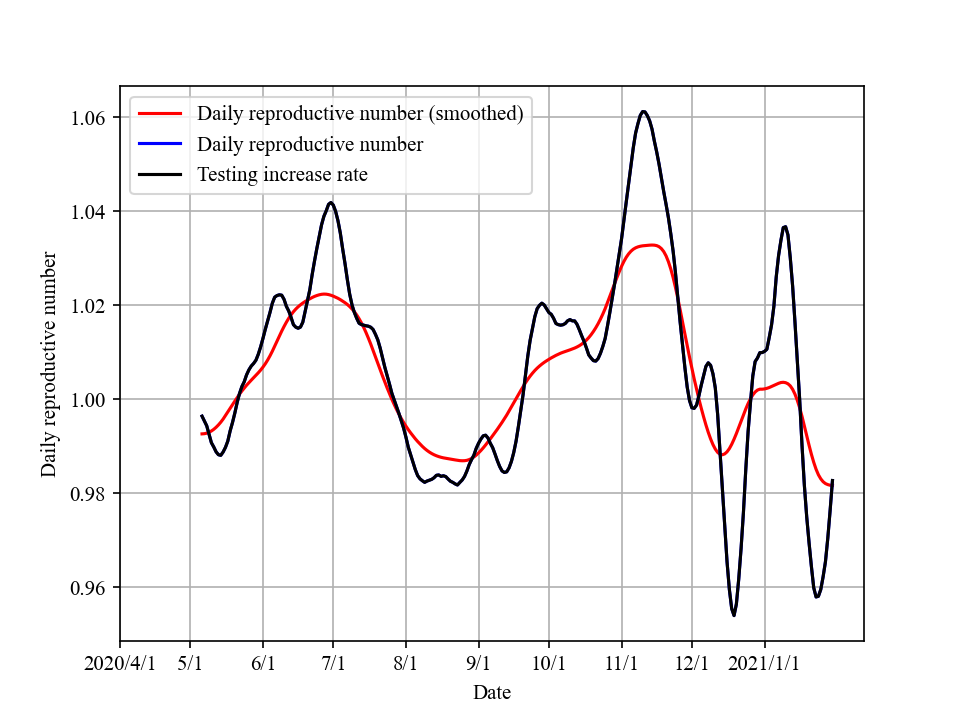 Daily reproductive number (smoothed)
Daily reproductive number
Testing increase rate
1.06
1.04
1.02
1.00
0.98
0.96
Daily reproductive number
2020/4/1 5/1 6/1 7/1 8/1 9/1 10/1 11/1 12/1 2021/1/1
Date